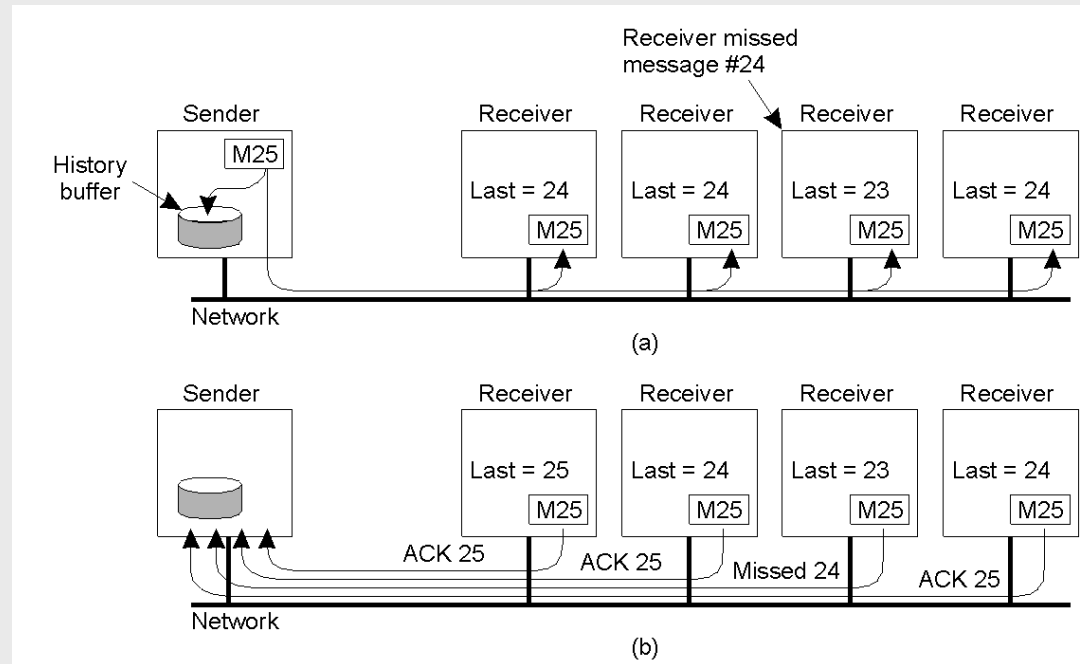 Receiver missed
message #24
Sender
Receiver
Receiver
Receiver
Receiver
M25
History
buffer
Last = 24
Last = 24
Last = 23
Last = 24
M25
M25
M25
M25
Network
(a)
Sender
Receiver
Receiver
Receiver
Receiver
Last = 25
Last = 24
Last = 23
Last = 24
M25
M25
M25
M25
ACK 25
ACK 25
Missed 24
ACK 25
Network
(b)